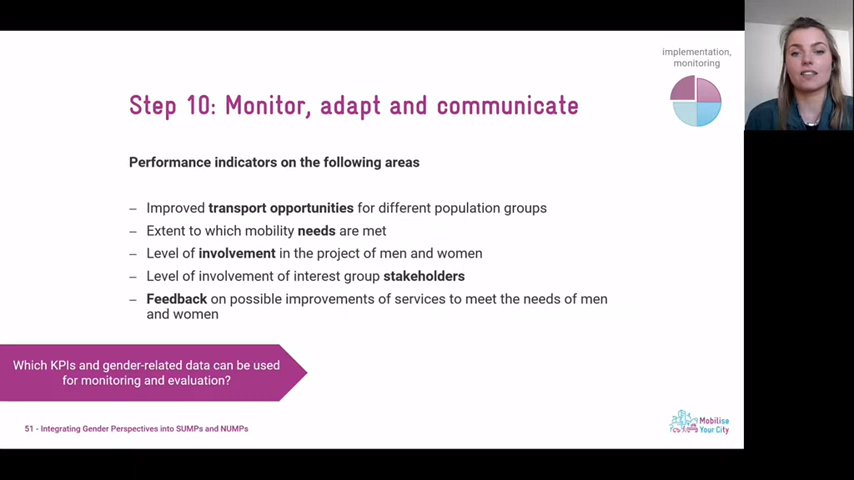 implementation,
monitoring
Step 10: Monitor, adapt and communicate
Performance indicators on the following areas
– Improved transport opportunities for different population groups
– Extent to which mobility needs are met
– Level of involvement in the project of men and women
– Level of involvement of interest group stakeholders
– Feedback on possible improvements of services to meet the needs of men
and women
Which KPIs and gender-related data can be used
for monitoring and evaluation?
51 - Integrating Gender Perspectives into SUMPs and NUMPs
Mobilise
Your City